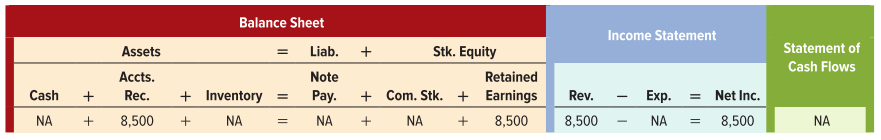 Balance Sheet
Income Statement
Statement of
Cash Flows
Assets = Liab. + Stk. Equity
Accts. Note Retained
Cash + Rec. + Inventory = Pay. + Com. Stk. + Earnings Rev. − Exp. = Net Inc.
NA + 8,500 + NA = NA + NA + 8,500 8,500 − NA = 8,500 NA